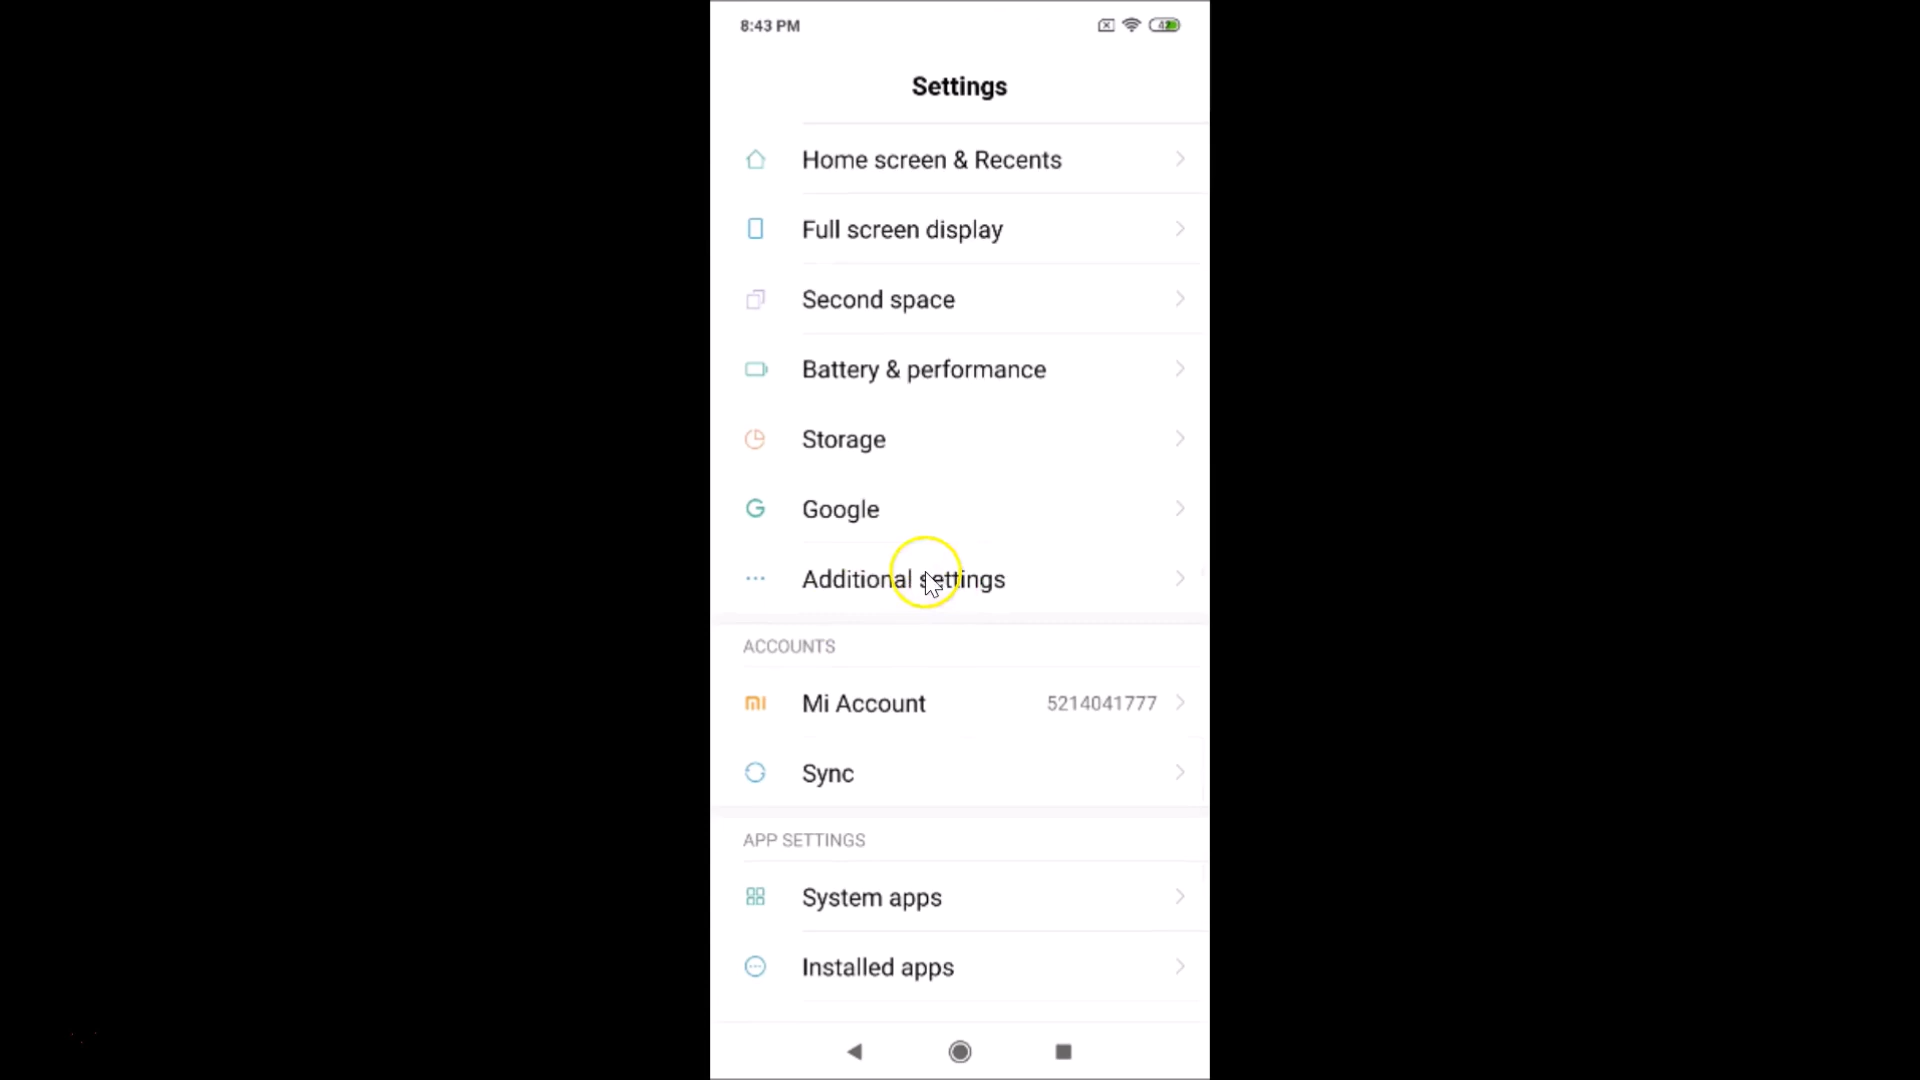 8:43 PM
Settings
Home screen & Recents
Full screen display
Second space
Battery & performance
Storage
Google
Additional settings
ACCOUNTS
Mi Account 5214041777
Sync
APP SETTINGS
System apps
Installed apps